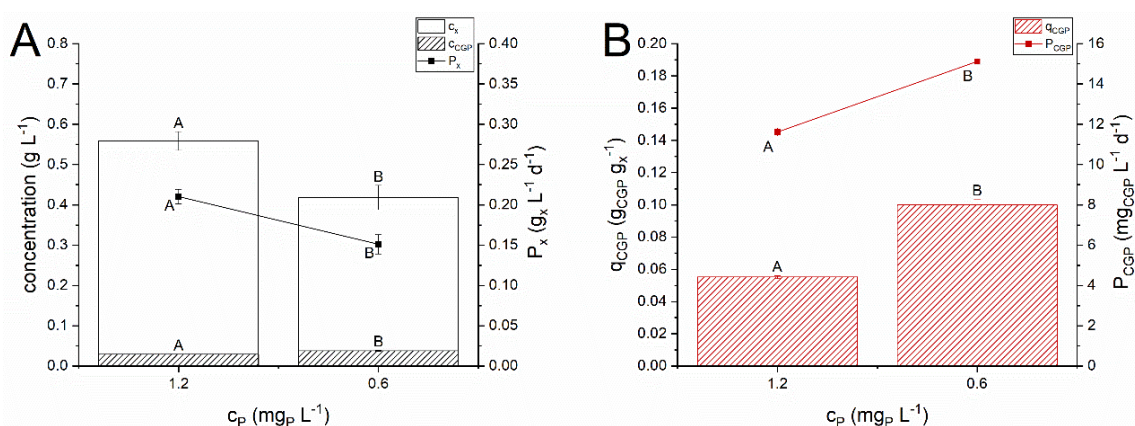 A
cₓ
c_CGP
Pₓ
0.8
0.7
0.6
0.5
0.4
0.3
0.2
0.1
0.0
concentration (g L⁻¹)
0.40
0.35
0.30
0.25
0.20
0.15
0.10
0.05
0.00
Pₓ (gₓ L⁻¹ d⁻¹)
A
B
A
B
A
B
1.2
0.6
c_P (mg_P L⁻¹)
B
q_CGP
P_CGP
0.20
0.18
0.16
0.14
0.12
0.10
0.08
0.06
0.04
0.02
0.00
q_CGP (g_CGP gₓ⁻¹)
16
14
12
10
8
6
4
2
0
P_CGP (mg_CGP L⁻¹ d⁻¹)
A
B
A
B
1.2
0.6
c_P (mg_P L⁻¹)